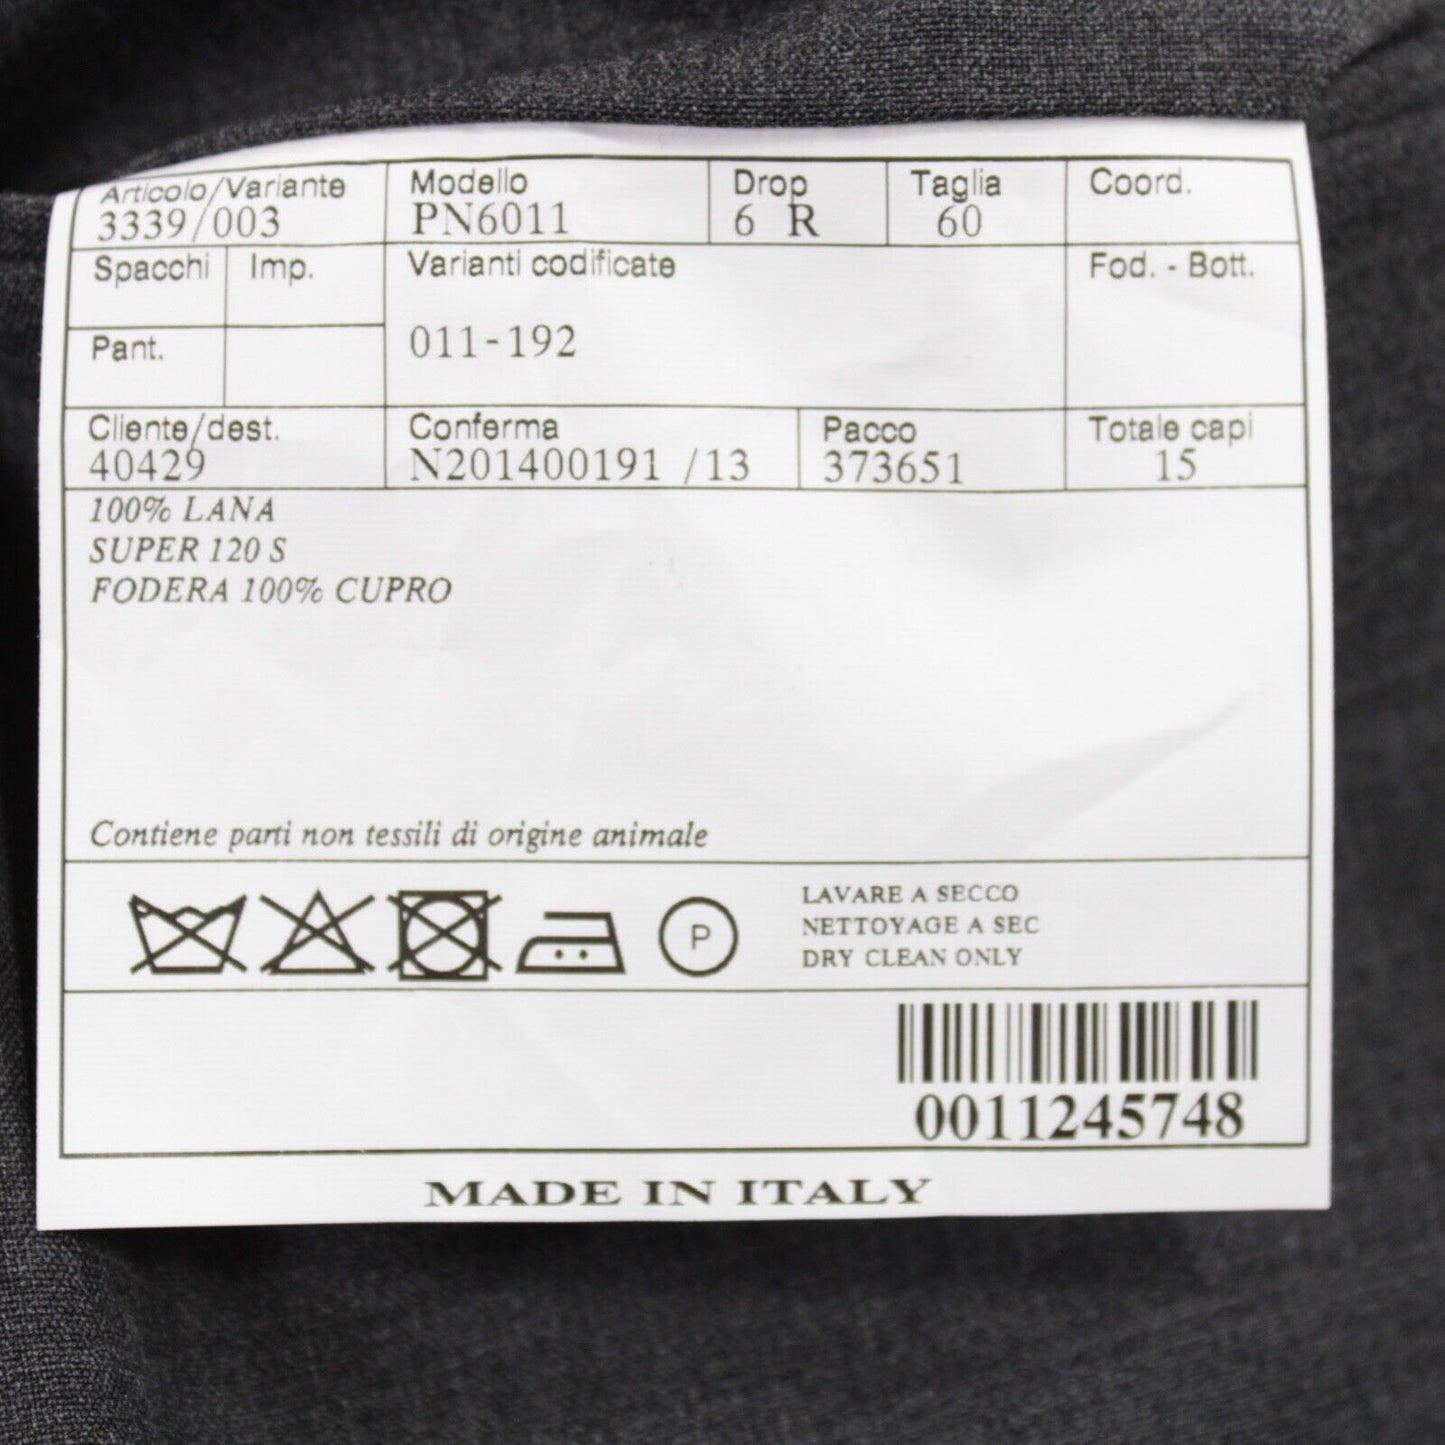 Articolo/Variante Modello Drop Taglia Coord.
3339/003 PN6011 6 R 60
Spacchi Imp. Varianti codificate Fod. - Bott.
Pant. 011-192
Cliente/dest. Conferma Pacco Totale capi
40429 N201400191 /13 373651 15
100% LANA
SUPER 120 S
FODERA 100% CUPRO
Contiene parti non tessili di origine animale
P
LAVARE A SECCO
NETTOYAGE A SEC
DRY CLEAN ONLY
0011245748
MADE IN ITALY